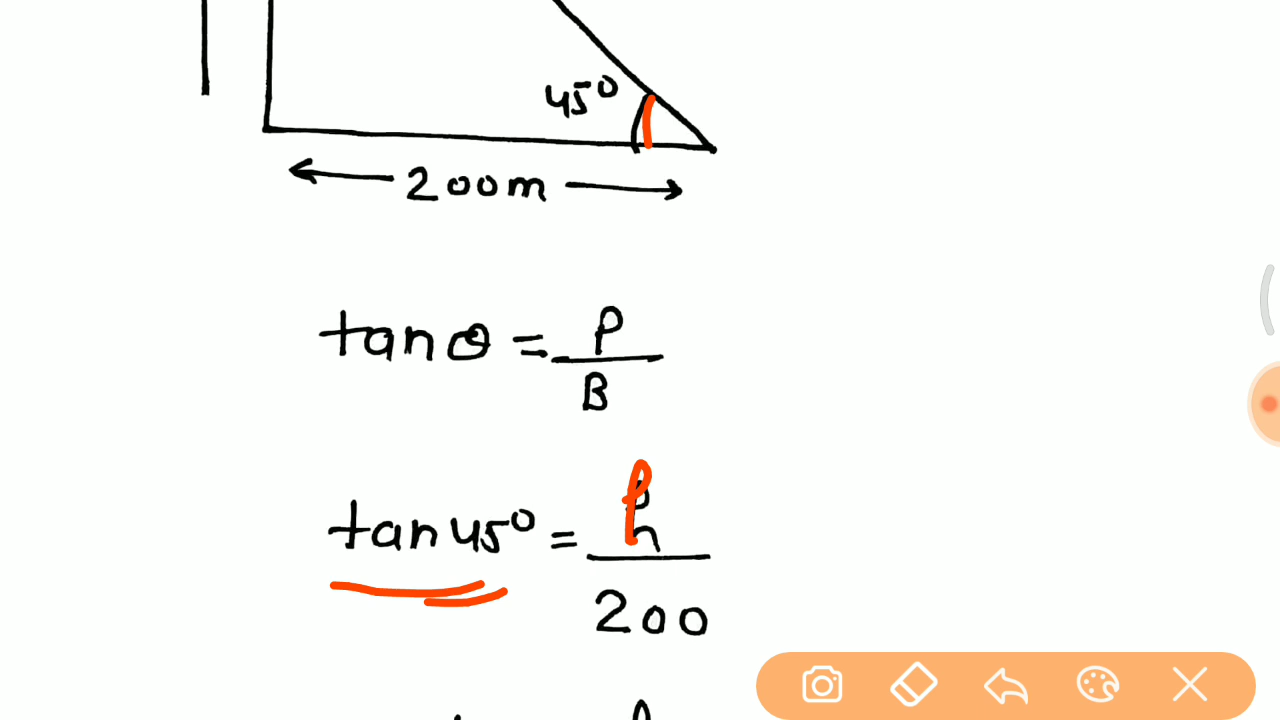 45°
200m
tanθ = P
B
tan45° = h
200